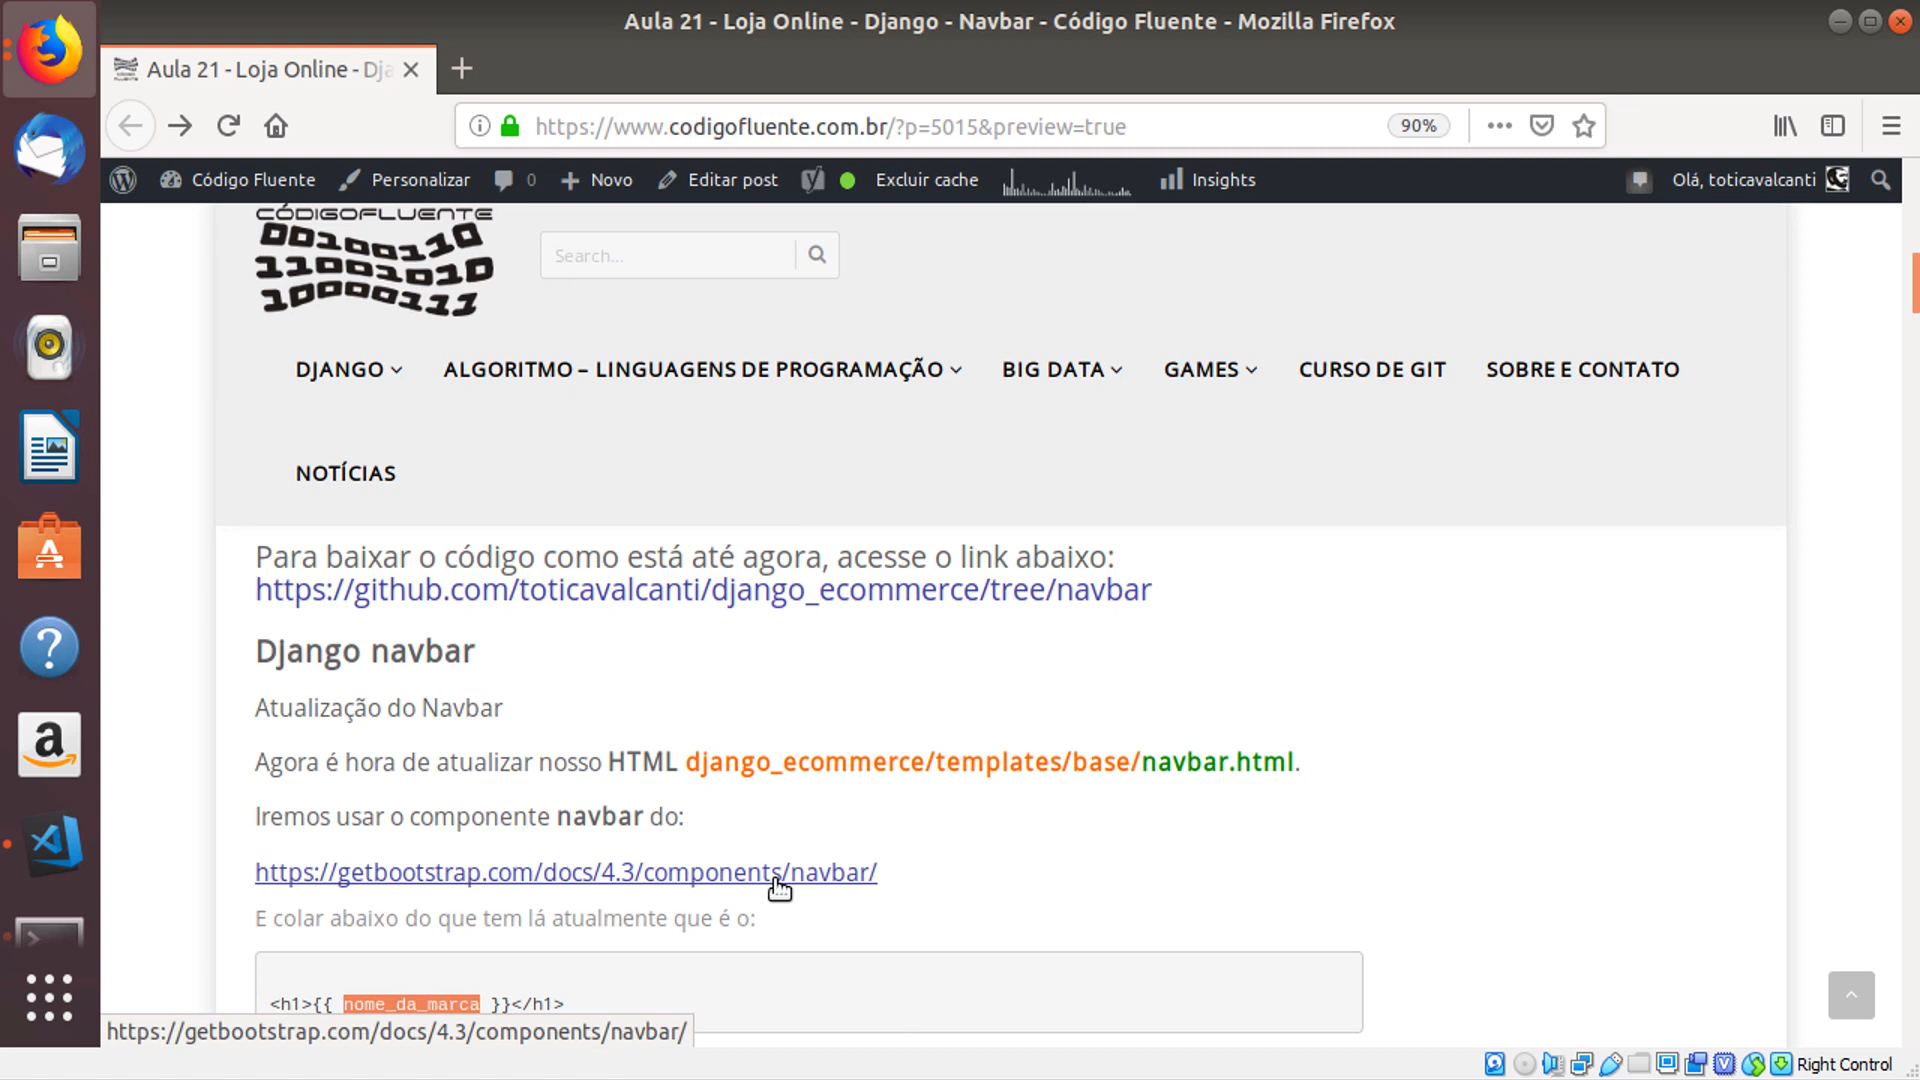 Aula 21 - Loja Online - Django - Navbar - Código Fluente - Mozilla Firefox
Aula 21 - Loja Online - Dja
https://www.codigofluente.com.br/?p=5015&preview=true
90%
Código Fluente
Personalizar
0
Novo
Editar post
Excluir cache
Insights
Olá, toticavalcanti
CÓDIGOFLUENTE
00100110
11001010
10000111
Search...
DJANGO
ALGORITMO – LINGUAGENS DE PROGRAMAÇÃO
BIG DATA
GAMES
CURSO DE GIT
SOBRE E CONTATO
NOTÍCIAS
Para baixar o código como está até agora, acesse o link abaixo:
https://github.com/toticavalcanti/django_ecommerce/tree/navbar
Django navbar
Atualização do Navbar
Agora é hora de atualizar nosso HTML django_ecommerce/templates/base/navbar.html.
Iremos usar o componente navbar do:
https://getbootstrap.com/docs/4.3/components/navbar/
E colar abaixo do que tem lá atualmente que é o:
<h1>{{ nome_da_marca }}</h1>
https://getbootstrap.com/docs/4.3/components/navbar/
Right Control